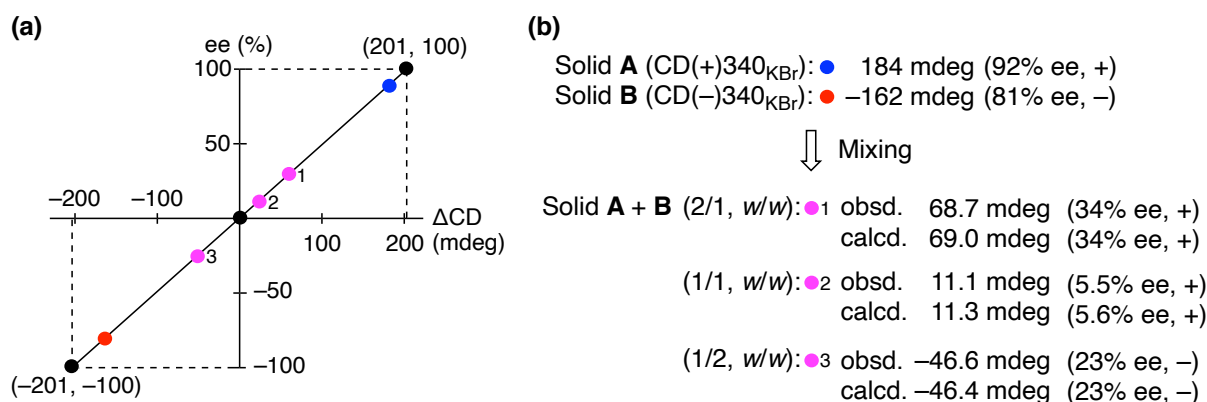 (a)
ee (%)
(201, 100)
100
50
1
2
−200
−100
ΔCD
(mdeg)
100
200
3
−50
−100
(−201, −100)
(b)
Solid A (CD(+)340KBr): 184 mdeg (92% ee, +)
Solid B (CD(−)340KBr): −162 mdeg (81% ee, −)
Mixing
Solid A + B (2/1, w/w): 1 obsd. 68.7 mdeg (34% ee, +)
calcd. 69.0 mdeg (34% ee, +)
(1/1, w/w): 2 obsd. 11.1 mdeg (5.5% ee, +)
calcd. 11.3 mdeg (5.6% ee, +)
(1/2, w/w): 3 obsd. −46.6 mdeg (23% ee, −)
calcd. −46.4 mdeg (23% ee, −)